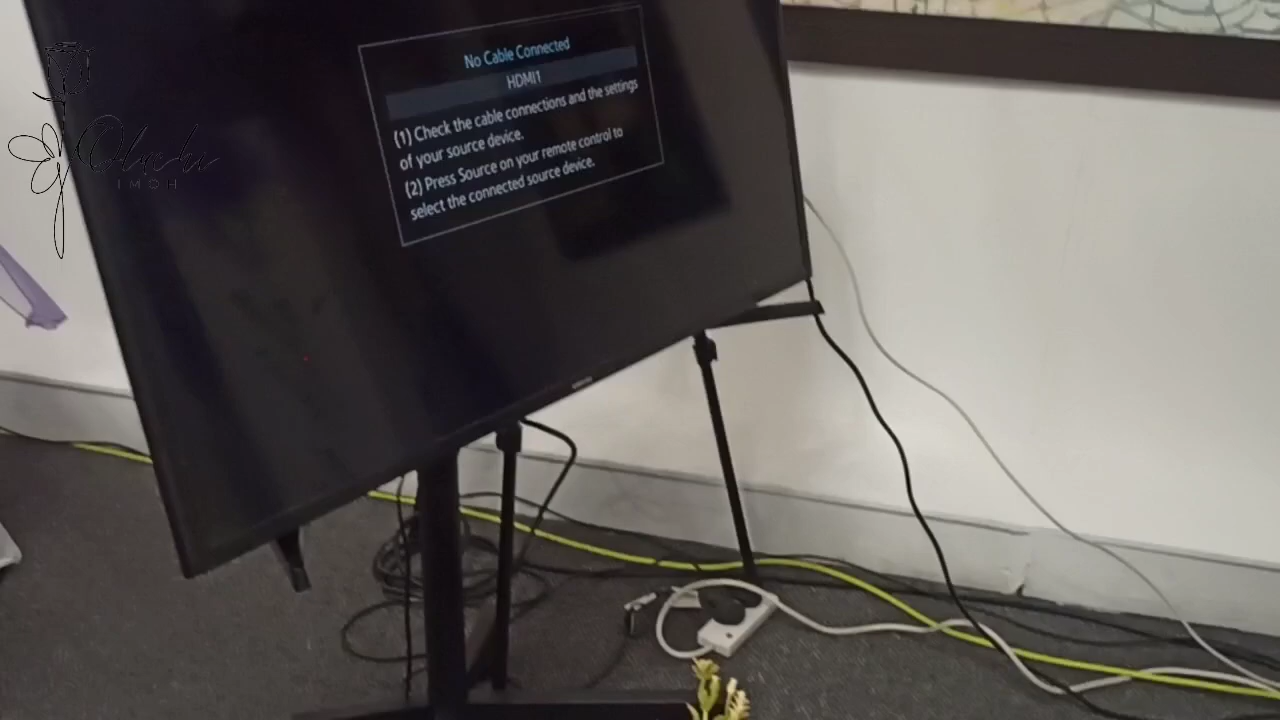 No Cable Connected
HDMI1
(1) Check the cable connections and the settings
of your source device.
(2) Press Source on your remote control to
select the connected source device.
IMOH